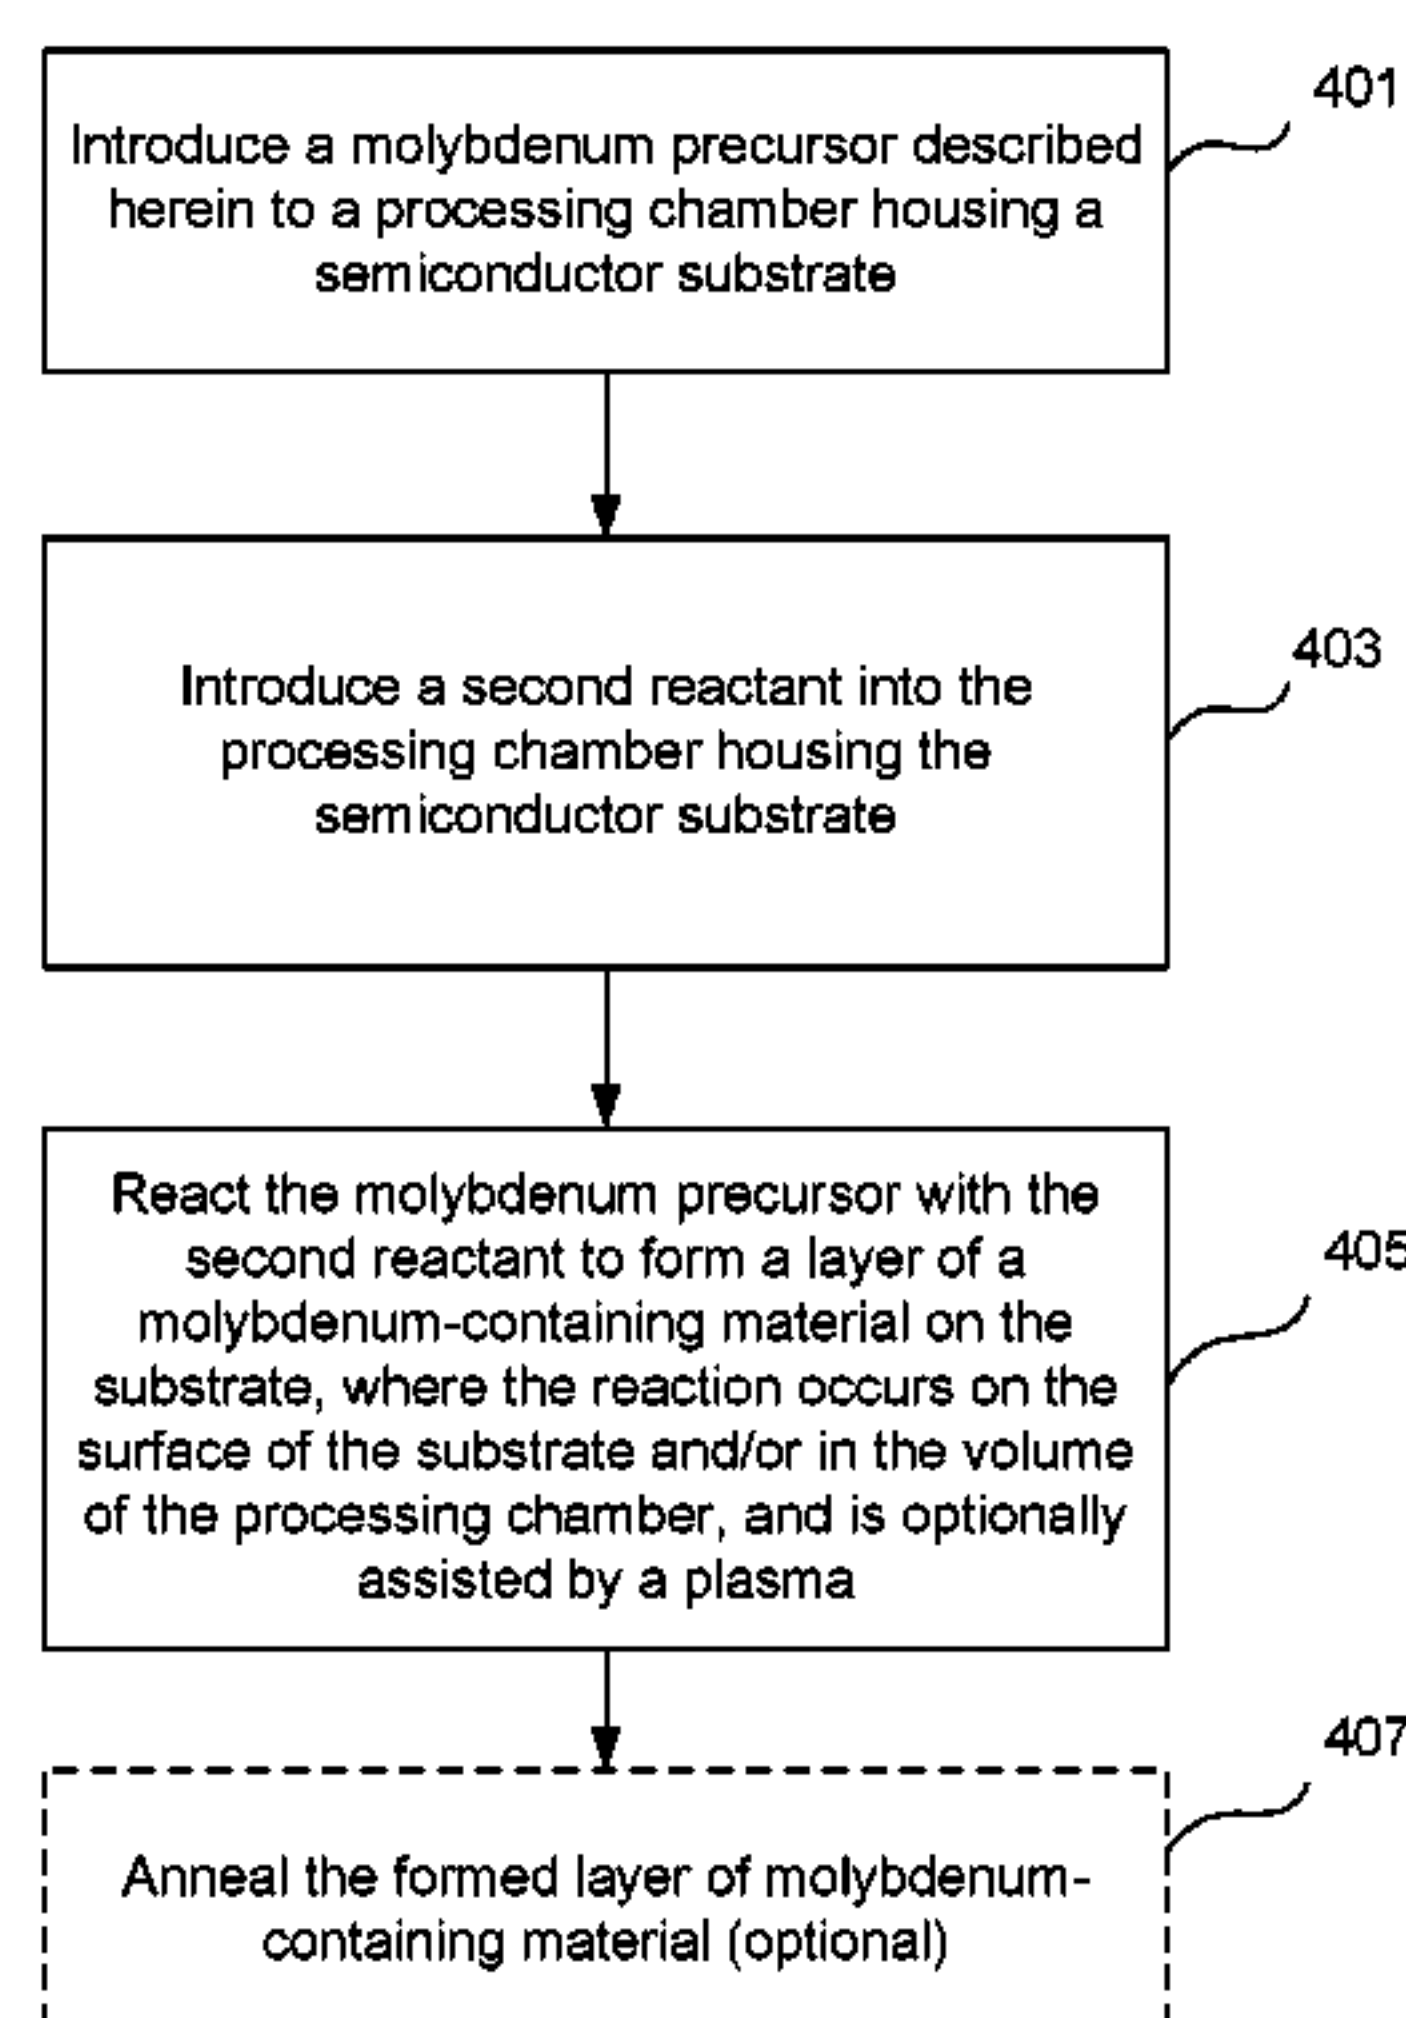 401
Introduce a molybdenum precursor described
herein to a processing chamber housing a
semiconductor substrate
403
Introduce a second reactant into the
processing chamber housing the
semiconductor substrate
405
React the molybdenum precursor with the
second reactant to form a layer of a
molybdenum-containing material on the
substrate, where the reaction occurs on the
surface of the substrate and/or in the volume
of the processing chamber, and is optionally
assisted by a plasma
407
Anneal the formed layer of molybdenum-
containing material (optional)